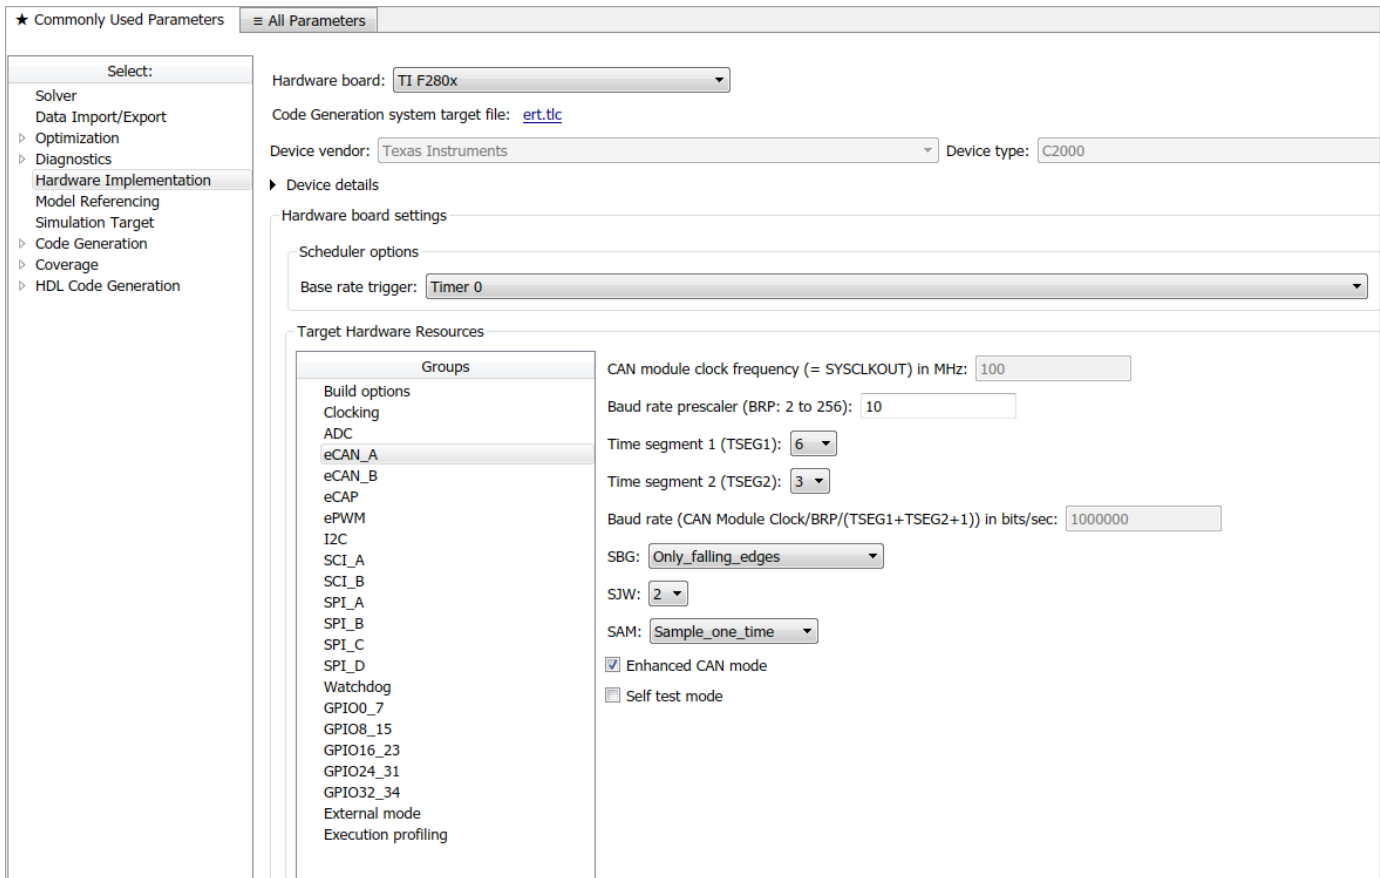 ★ Commonly Used Parameters
≡ All Parameters
Select:
Solver
Data Import/Export
Optimization
Diagnostics
Hardware Implementation
Model Referencing
Simulation Target
Code Generation
Coverage
HDL Code Generation
Hardware board: TI F280x
Code Generation system target file: ert.tlc
Device vendor: Texas Instruments Device type: C2000
Device details
Hardware board settings
Scheduler options
Base rate trigger: Timer 0
Target Hardware Resources
Groups
Build options
Clocking
ADC
eCAN_A
eCAN_B
eCAP
ePWM
I2C
SCI_A
SCI_B
SPI_A
SPI_B
SPI_C
SPI_D
Watchdog
GPIO0_7
GPIO8_15
GPIO16_23
GPIO24_31
GPIO32_34
External mode
Execution profiling
CAN module clock frequency (= SYSCLKOUT) in MHz: 100
Baud rate prescaler (BRP: 2 to 256): 10
Time segment 1 (TSEG1): 6
Time segment 2 (TSEG2): 3
Baud rate (CAN Module Clock/BRP/(TSEG1+TSEG2+1)) in bits/sec: 1000000
SBG: Only_falling_edges
SJW: 2
SAM: Sample_one_time
Enhanced CAN mode
Self test mode